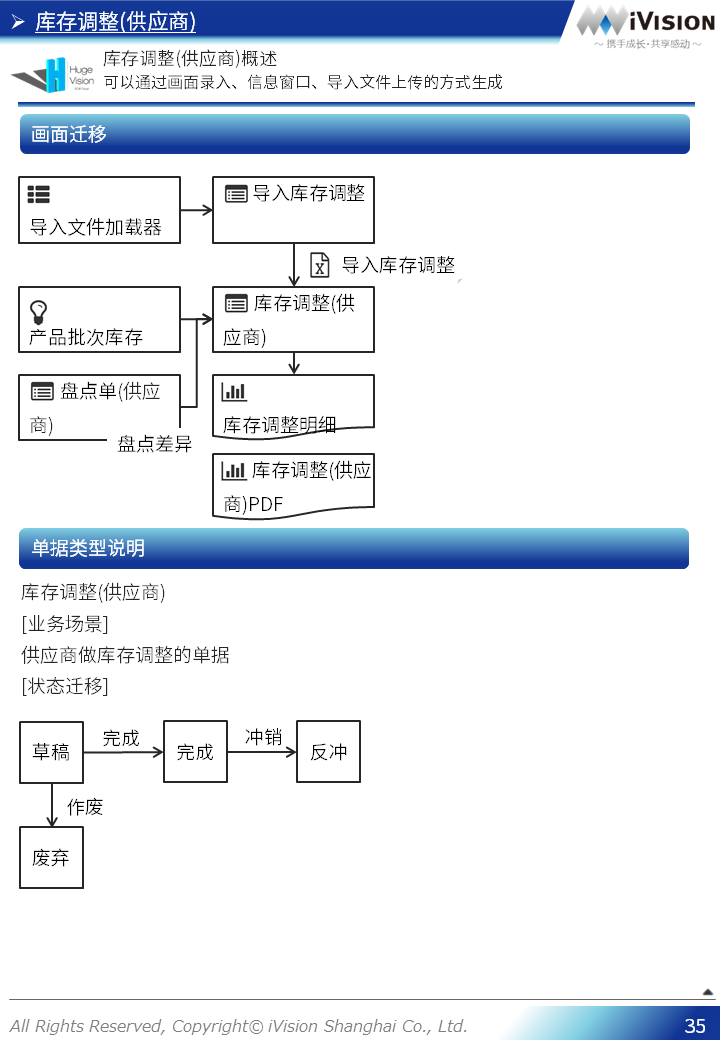 库存调整(供应商)
iVISION
～ 携手成长·共享感动 ～
Huge
Vision
库存调整(供应商)概述
可以通过画面录入、信息窗口、导入文件上传的方式生成
画面迁移
导入文件加载器
导入库存调整
X 导入库存调整
产品批次库存
库存调整(供
应商)
盘点单(供应
商)
盘点差异
库存调整明细
库存调整(供应
商)PDF
单据类型说明
库存调整(供应商)
[业务场景]
供应商做库存调整的单据
[状态迁移]
草稿
完成
完成
冲销
反冲
作废
废弃
All Rights Reserved, Copyright© iVision Shanghai Co., Ltd.
35